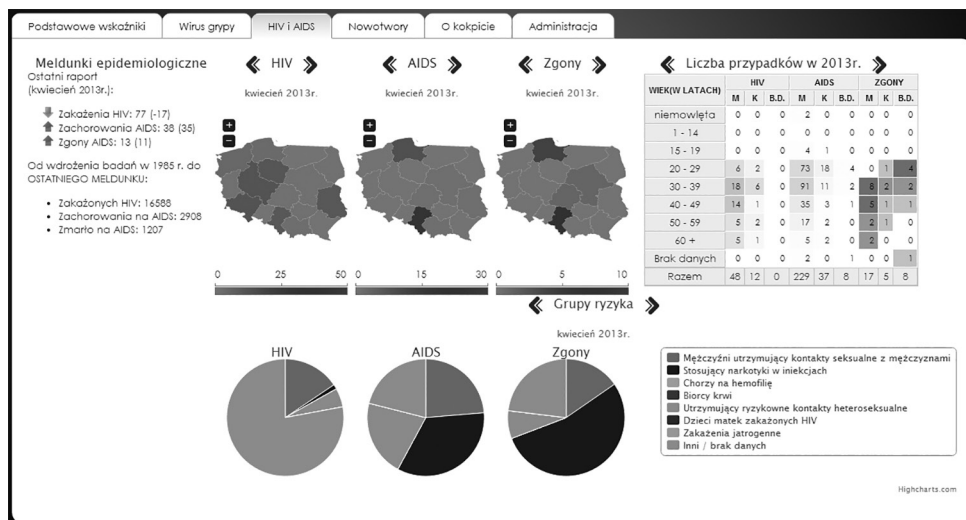 Podstawowe wskaźniki Wirus grypy HIV i AIDS Nowotwory O kokpicie Administracja
Meldunki epidemiologiczne
Ostatni raport
(kwiecień 2013r.):
Zakażenia HIV: 77 (-17)
Zachorowania AIDS: 38 (35)
Zgony AIDS: 13 (11)
Od wdrożenia badań w 1985 r. do
OSTATNIEGO MELDUNKU:
• Zakażonych HIV: 16588
• Zachorowania na AIDS: 2908
• Zmarło na AIDS: 1207
HIV
kwiecień 2013r.
+
−
0 25 50
AIDS
kwiecień 2013r.
0 15 30
Zgony
kwiecień 2013r.
+
−
0 5 10
Liczba przypadków w 2013r.
WIEK(W LATACH) HIV AIDS ZGONY
M K B.D. M K B.D. M K B.D.
niemowlęta 0 0 0 2 0 0 0 0 0
1 - 14 0 0 0 0 0 0 0 0 0
15 - 19 0 0 0 4 1 0 0 0 0
20 - 29 6 2 0 73 18 4 0 1 4
30 - 39 18 6 0 91 11 2 8 2 2
40 - 49 14 1 0 35 3 1 5 1 1
50 - 59 5 2 0 17 2 0 2 1 0
60 + 5 1 0 5 2 0 2 0 0
Brak danych 0 0 0 2 0 1 0 0 1
Razem 48 12 0 229 37 8 17 5 8
Grupy ryzyka
kwiecień 2013r.
HIV
AIDS
Zgony
Mężczyźni utrzymujący kontakty seksualne z mężczyznami
Stosujący narkotyki w iniekcjach
Chorzy na hemofilię
Biorcy krwi
Utrzymujący ryzykowne kontakty heteroseksualne
Dzieci matek zakażonych HIV
Zakażenia jatrogenne
Inni / brak danych
Highcharts.com